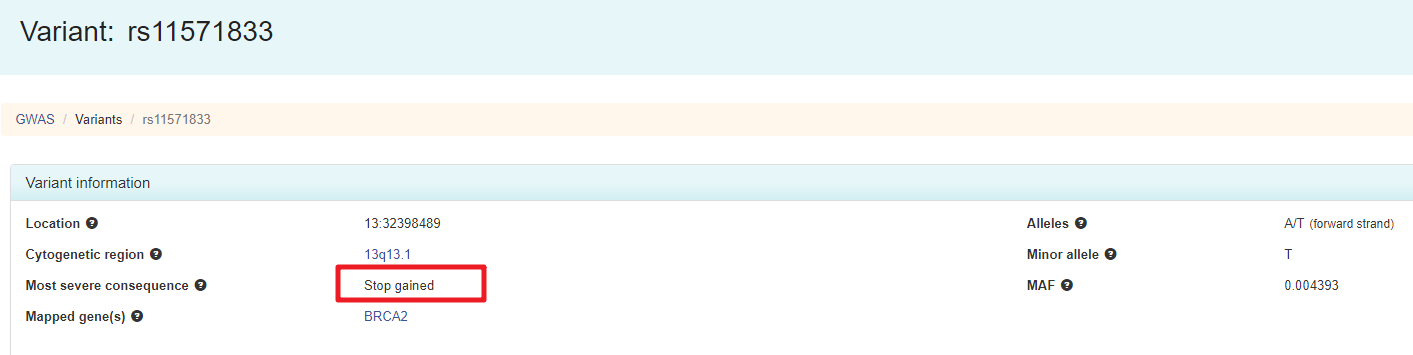 Variant: rs11571833
GWAS / Variants / rs11571833
Variant information
Location 13:32398489 Alleles A/T (forward strand)
Cytogenetic region 13q13.1 Minor allele T
Most severe consequence Stop gained MAF 0.004393
Mapped gene(s) BRCA2